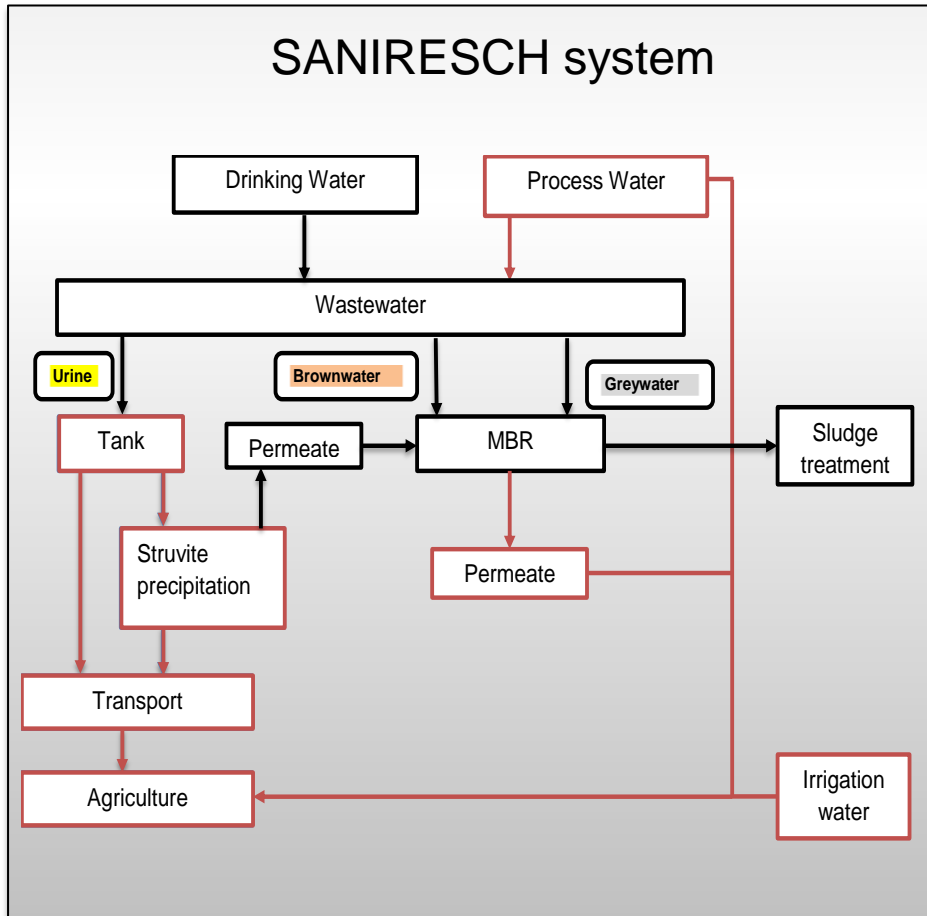 SANIRESCH system
Drinking Water
Process Water
Wastewater
Urine
Brownwater
Greywater
Tank
Permeate
MBR
Sludge
treatment
Struvite
precipitation
Permeate
Transport
Agriculture
Irrigation
water